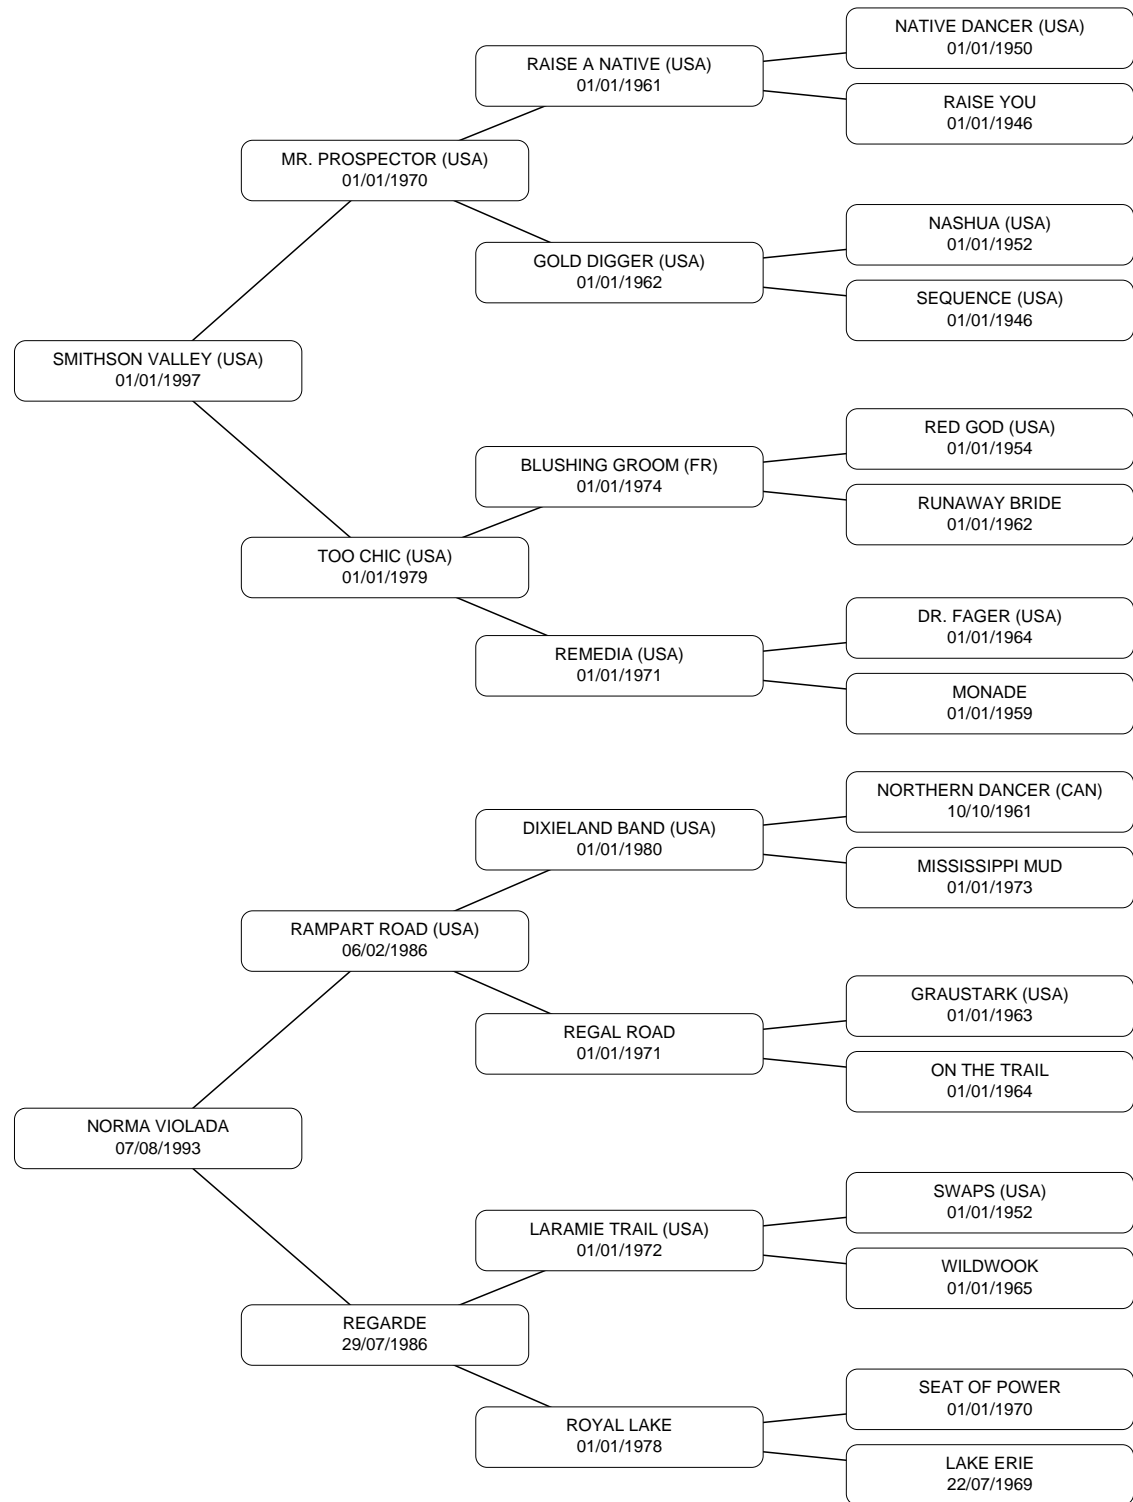 NATIVE DANCER (USA)
01/01/1950
RAISE A NATIVE (USA)
01/01/1961
RAISE YOU
01/01/1946
MR. PROSPECTOR (USA)
01/01/1970
NASHUA (USA)
01/01/1952
GOLD DIGGER (USA)
01/01/1962
SEQUENCE (USA)
01/01/1946
SMITHSON VALLEY (USA)
01/01/1997
RED GOD (USA)
01/01/1954
BLUSHING GROOM (FR)
01/01/1974
RUNAWAY BRIDE
01/01/1962
TOO CHIC (USA)
01/01/1979
DR. FAGER (USA)
01/01/1964
REMEDIA (USA)
01/01/1971
MONADE
01/01/1959
NORTHERN DANCER (CAN)
10/10/1961
DIXIELAND BAND (USA)
01/01/1980
MISSISSIPPI MUD
01/01/1973
RAMPART ROAD (USA)
06/02/1986
GRAUSTARK (USA)
01/01/1963
REGAL ROAD
01/01/1971
ON THE TRAIL
01/01/1964
NORMA VIOLADA
07/08/1993
SWAPS (USA)
01/01/1952
LARAMIE TRAIL (USA)
01/01/1972
WILDWOOK
01/01/1965
REGARDE
29/07/1986
SEAT OF POWER
01/01/1970
ROYAL LAKE
01/01/1978
LAKE ERIE
22/07/1969